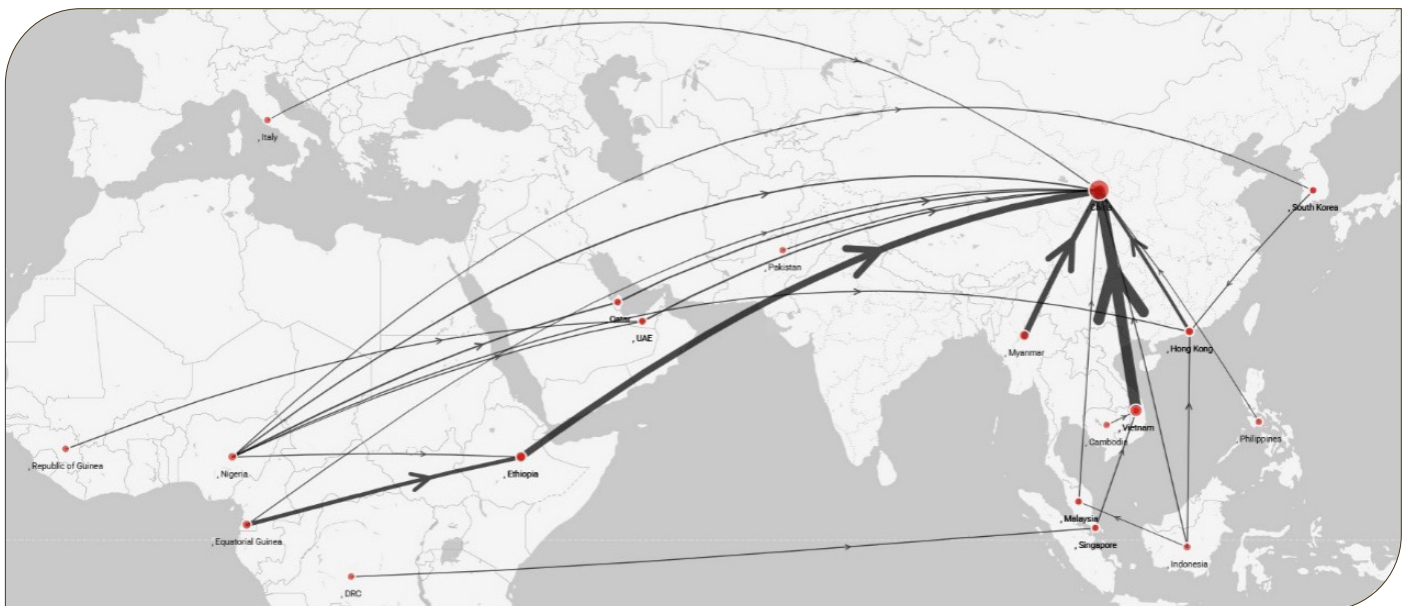 , Italy
, South Korea
, Pakistan
Qatar
, UAE
, Hong Kong
, Myanmar
, Vietnam
, Cambodia
, Philippines
, Republic of Guinea
, Nigeria
, Ethiopia
, Malaysia
, Equatorial Guinea
, Singapore
, Indonesia
, DRC